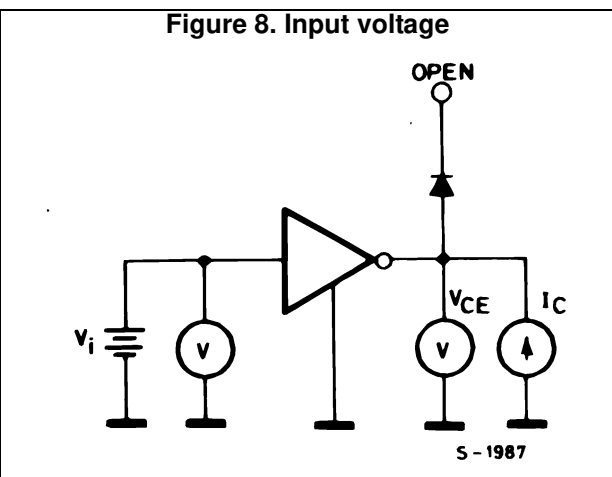 Figure 8. Input voltage
OPEN
VCE
IC
Vi
V
V
S-1987